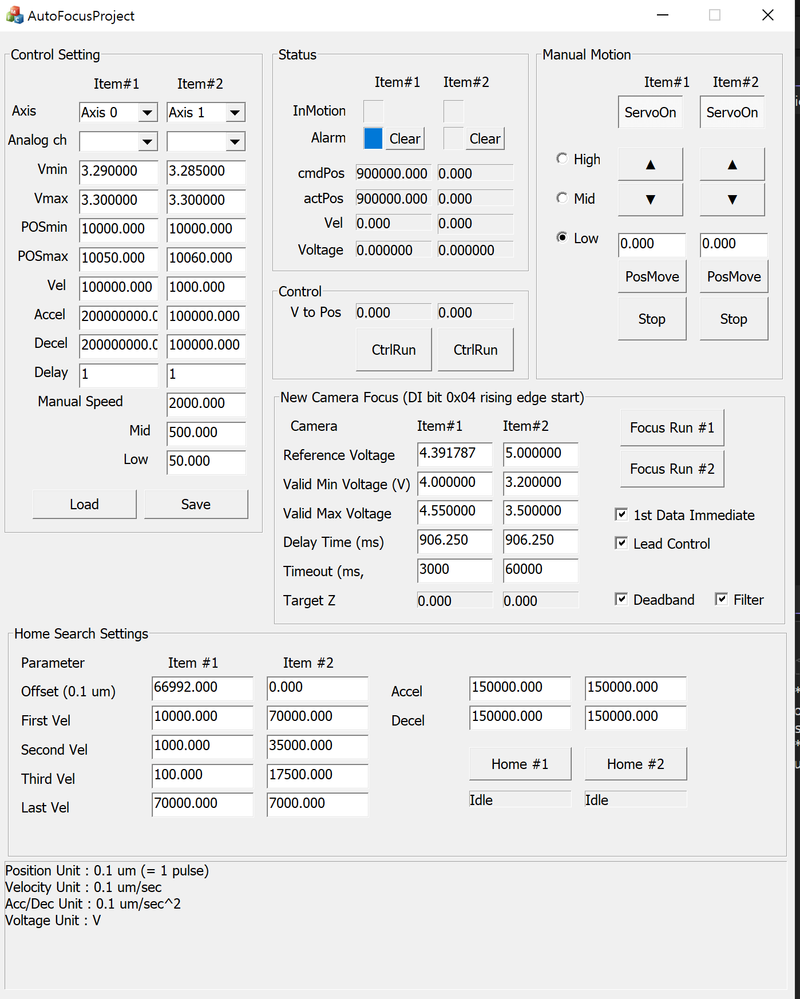 AutoFocusProject
Control Setting
Item#1 Item#2
Axis Axis 0 Axis 1
Analog ch
Vmin 3.290000 3.285000
Vmax 3.300000 3.300000
POSmin 10000.000 10000.000
POSmax 10050.000 10060.000
Vel 100000.000 1000.000
Accel 200000000.0 100000.000
Decel 200000000.0 100000.000
Delay 1 1
Manual Speed 2000.000
Mid 500.000
Low 50.000
Load Save
Status
Item#1 Item#2
InMotion
Alarm Clear Clear
cmdPos 900000.000 0.000
actPos 900000.000 0.000
Vel 0.000 0.000
Voltage 0.000000 0.000000
Control
V to Pos 0.000 0.000
CtrlRun CtrlRun
Manual Motion
Item#1 Item#2
ServoOn ServoOn
High ▲ ▲
Mid ▼ ▼
Low 0.000 0.000
PosMove PosMove
Stop Stop
New Camera Focus (DI bit 0x04 rising edge start)
Camera Item#1 Item#2
Reference Voltage 4.391787 5.000000
Valid Min Voltage (V) 4.000000 3.200000
Valid Max Voltage 4.550000 3.500000
Delay Time (ms) 906.250 906.250
Timeout (ms, 3000 60000
Target Z 0.000 0.000
Focus Run #1
Focus Run #2
1st Data Immediate
Lead Control
Deadband Filter
Home Search Settings
Parameter Item #1 Item #2
Offset (0.1 um) 66992.000 0.000
First Vel 10000.000 70000.000
Second Vel 1000.000 35000.000
Third Vel 100.000 17500.000
Last Vel 70000.000 7000.000
Accel 150000.000 150000.000
Decel 150000.000 150000.000
Home #1 Home #2
Idle Idle
Position Unit : 0.1 um (= 1 pulse)
Velocity Unit : 0.1 um/sec
Acc/Dec Unit : 0.1 um/sec^2
Voltage Unit : V